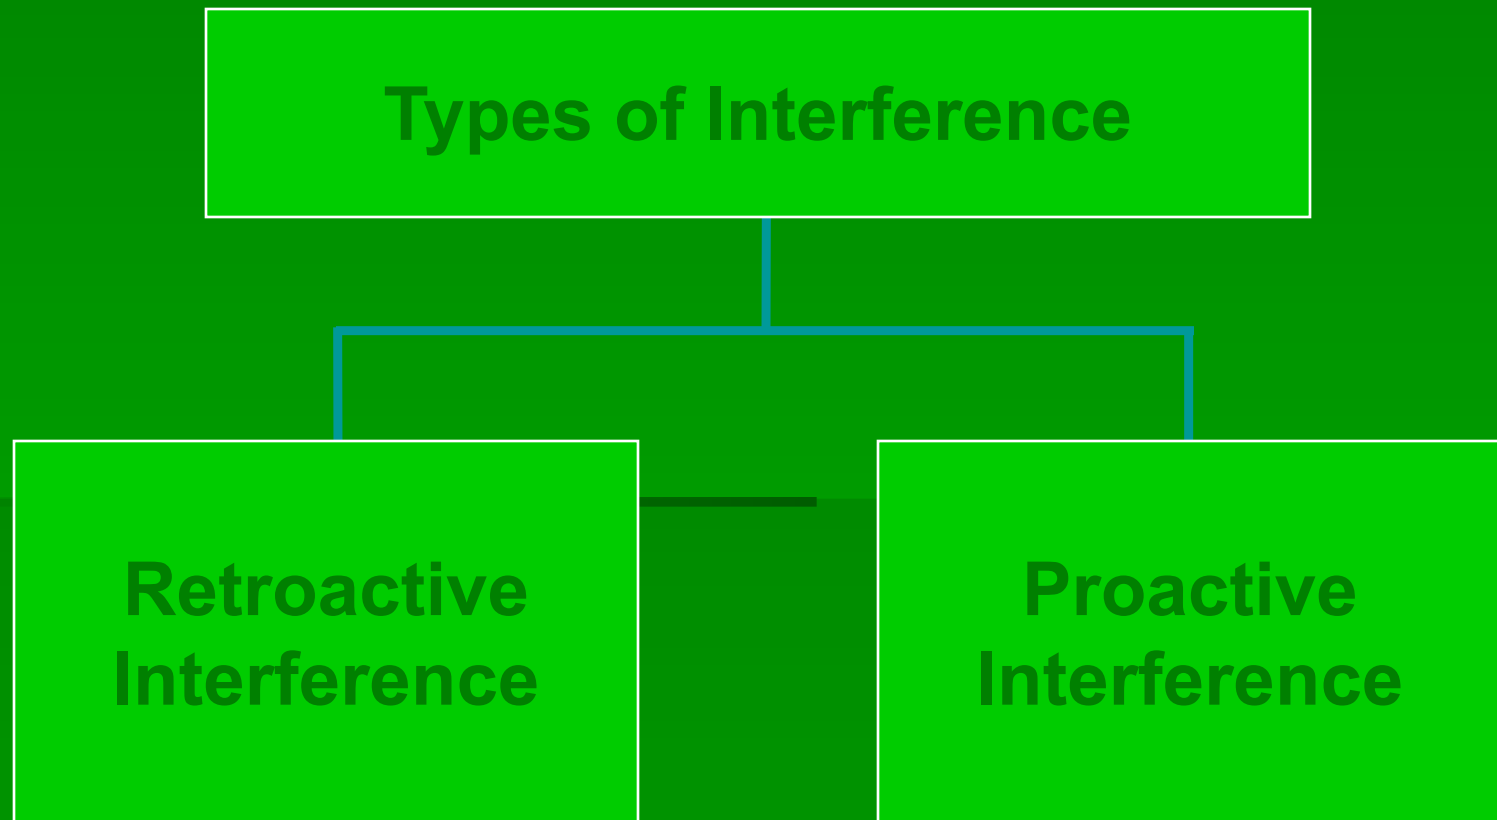 Types of Interference
Retroactive
Interference
Proactive
Interference